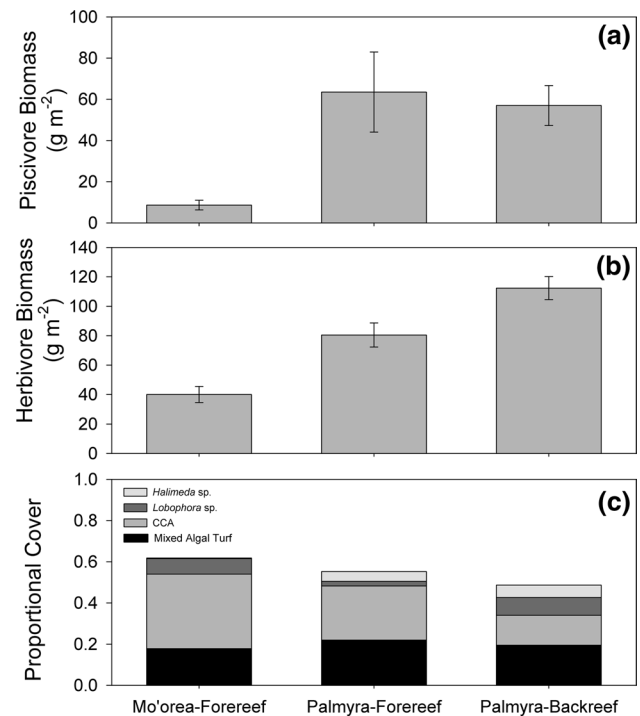 (a)
Piscivore Biomass
(g m-2)
100
80
60
40
20
0
(b)
Herbivore Biomass
(g m-2)
140
120
100
80
60
40
20
0
(c)
Proportional Cover
1.0
0.8
0.6
0.4
0.2
0.0
Halimeda sp.
Lobophora sp.
CCA
Mixed Algal Turf
Mo'orea-Forereef
Palmyra-Forereef
Palmyra-Backreef